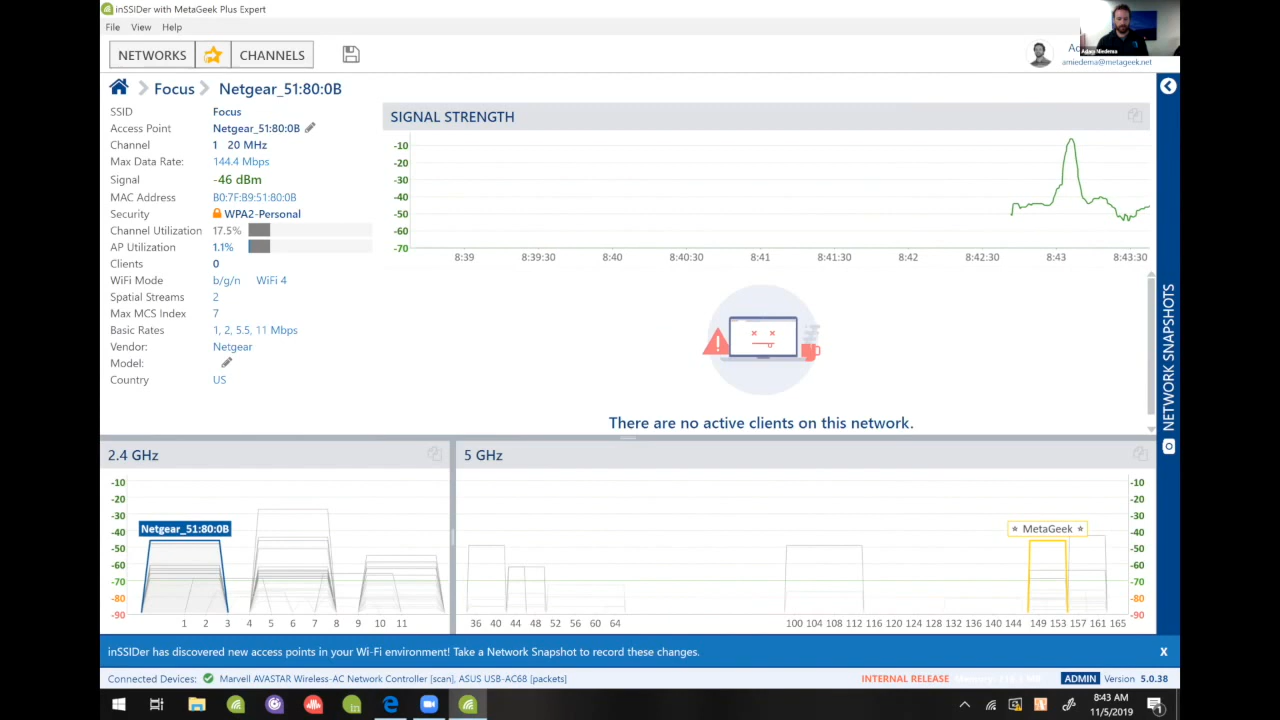 inSSIDer with MetaGeek Plus Expert
File View Help
NETWORKS CHANNELS
amiedema@metageek.net
Adam Miedema
Focus Netgear_51:80:0B
SSID Focus
Access Point Netgear_51:80:0B
Channel 1 20 MHz
Max Data Rate: 144.4 Mbps
Signal -46 dBm
MAC Address B0:7F:B9:51:80:0B
Security WPA2-Personal
Channel Utilization 17.5%
AP Utilization 1.1%
Clients 0
WiFi Mode b/g/n WiFi 4
Spatial Streams 2
Max MCS Index 7
Basic Rates 1, 2, 5.5, 11 Mbps
Vendor: Netgear
Model:
Country US
SIGNAL STRENGTH
-10
-20
-30
-40
-50
-60
-70
8:39 8:39:30 8:40 8:40:30 8:41 8:41:30 8:42 8:42:30 8:43 8:43:30
There are no active clients on this network.
NETWORK SNAPSHOTS
2.4 GHz
-10
-20
-30
-40
-50
-60
-70
-80
-90
Netgear_51:80:0B
1 2 3 4 5 6 7 8 9 10 11
5 GHz
MetaGeek
-10
-20
-30
-40
-50
-60
-70
-80
-90
36 40 44 48 52 56 60 64 100 104 108 112 116 120 124 128 132 136 140 144 149 153 157 161 165
inSSIDer has discovered new access points in your Wi-Fi environment! Take a Network Snapshot to record these changes. X
Connected Devices: Marvell AVASTAR Wireless-AC Network Controller [scan], ASUS USB-AC68 [packets] INTERNAL RELEASE ADMIN Version 5.0.38
8:43 AM
11/5/2019